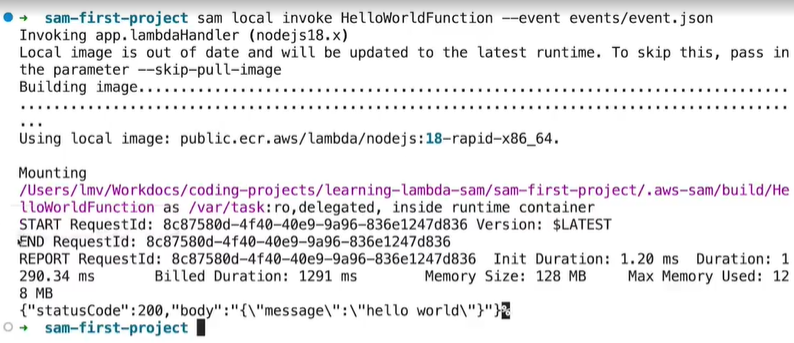 → sam-first-project sam local invoke HelloWorldFunction --event events/event.json
Invoking app.lambdaHandler (nodejs18.x)
Local image is out of date and will be updated to the latest runtime. To skip this, pass in
the parameter --skip-pull-image
Building image.............................................................................
...........................................................................................
...
Using local image: public.ecr.aws/lambda/nodejs:18-rapid-x86_64.
Mounting
/Users/lmv/Workdocs/coding-projects/learning-lambda-sam/sam-first-project/.aws-sam/build/He
lloWorldFunction as /var/task:ro,delegated, inside runtime container
START RequestId: 8c87580d-4f40-40e9-9a96-836e1247d836 Version: $LATEST
END RequestId: 8c87580d-4f40-40e9-9a96-836e1247d836
REPORT RequestId: 8c87580d-4f40-40e9-9a96-836e1247d836  Init Duration: 1.20 ms  Duration: 1
290.34 ms       Billed Duration: 1291 ms        Memory Size: 128 MB     Max Memory Used: 12
8 MB
{"statusCode":200,"body":"{\"message\":\"hello world\"}"}%
→ sam-first-project